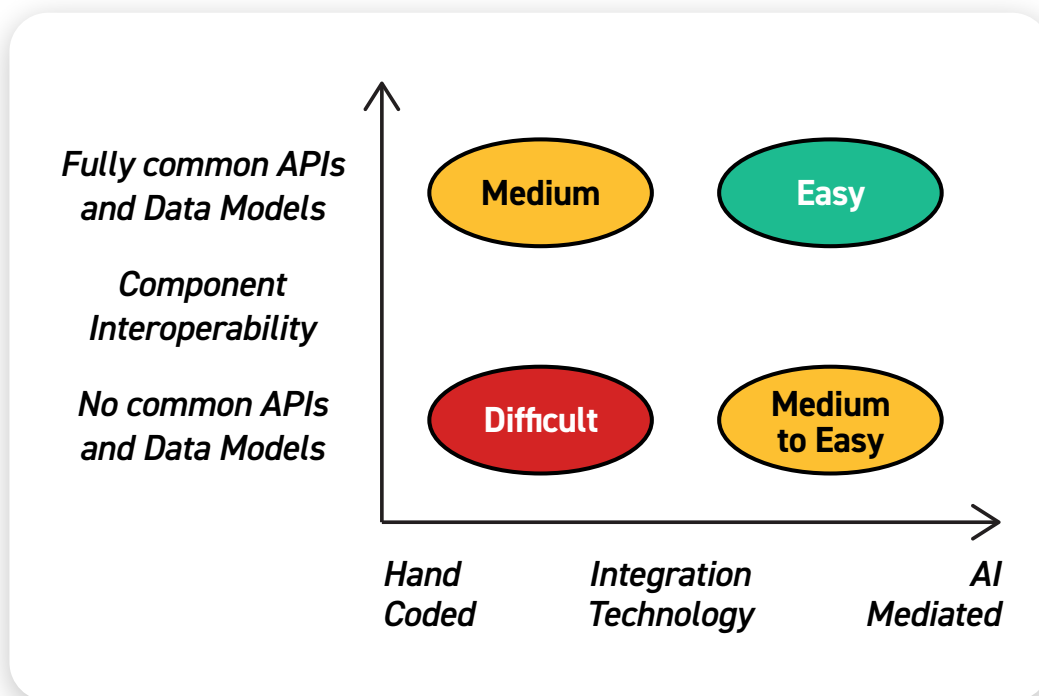 Fully common APIs
and Data Models
Medium
Easy
Component
Interoperability
No common APIs
and Data Models
Difficult
Medium
to Easy
Hand
Coded
Integration
Technology
AI
Mediated